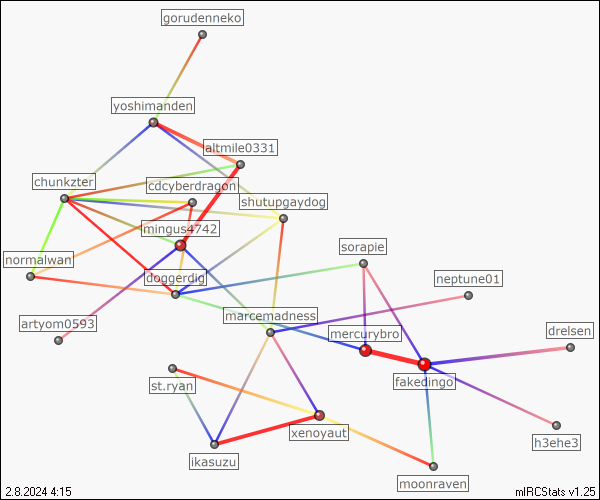 gorudenneko
yoshimanden
altmile0331
chunkzter
cdcyberdragon
shutupgaydog
mingus4742
sorapie
normalwan
doggerdig
neptune01
marcemadness
artyom0593
mercurybro
drelsen
st.ryan
fakedingo
xenoyaut
h3ehe3
ikasuzu
moonraven
2.8.2024 4:15
mIRCStats v1.25